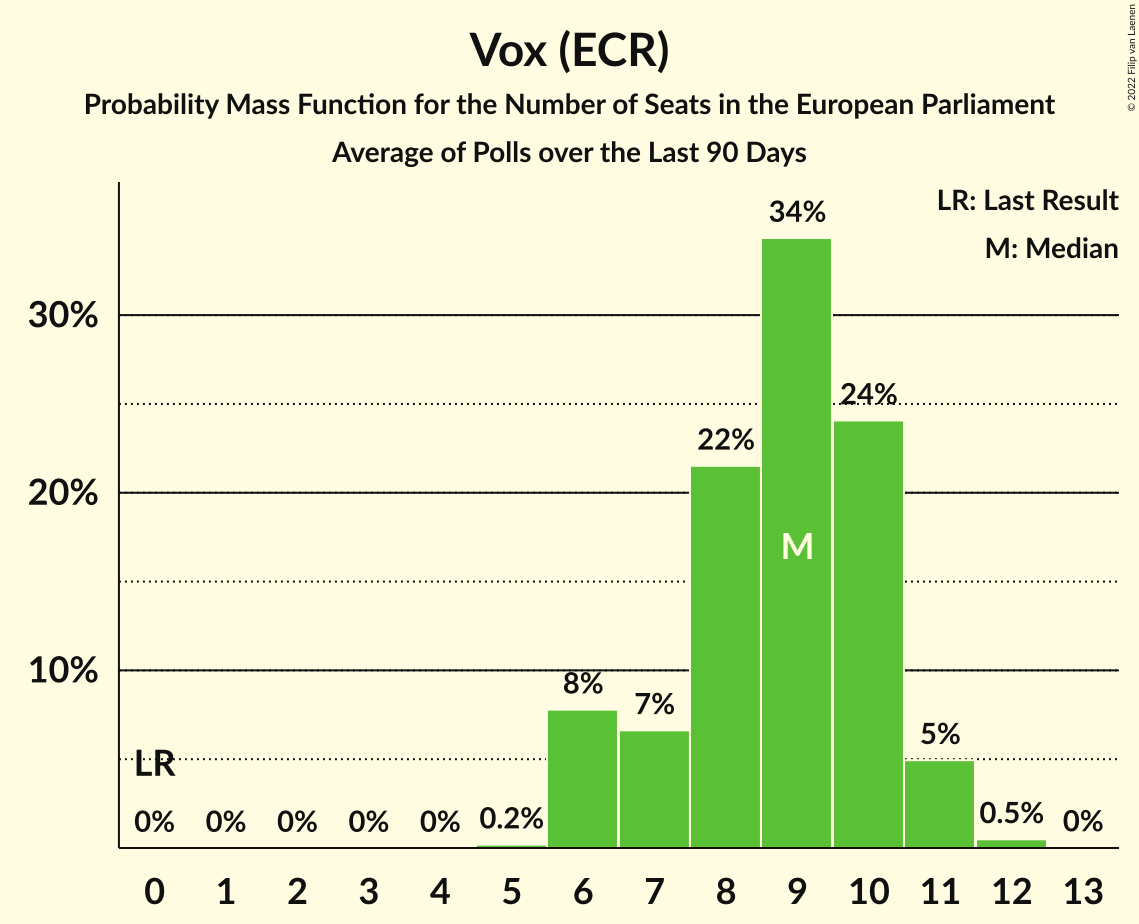 Vox (ECR)
Probability Mass Function for the Number of Seats in the European Parliament
Average of Polls over the Last 90 Days
© 2022 Filip van Laenen
LR: Last Result
M: Median
34%
30%
24%
22%
20%
M
10%
8%
7%
5%
LR
0% 0% 0% 0% 0% 0.2% 0.5% 0%
0 1 2 3 4 5 6 7 8 9 10 11 12 13